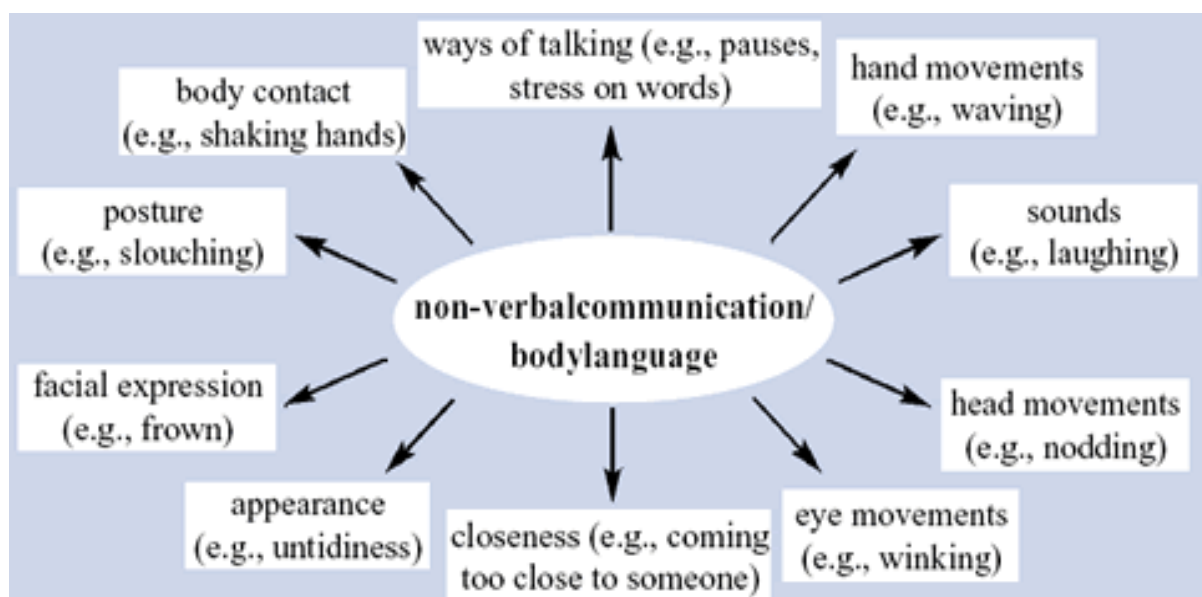 ways of talking (e.g., pauses,
stress on words)
hand movements
(e.g., waving)
body contact
(e.g., shaking hands)
posture
(e.g., slouching)
sounds
(e.g., laughing)
non-verbalcommunication/
bodylanguage
facial expression
(e.g., frown)
head movements
(e.g., nodding)
appearance
(e.g., untidiness)
closeness (e.g., coming
too close to someone)
eye movements
(e.g., winking)